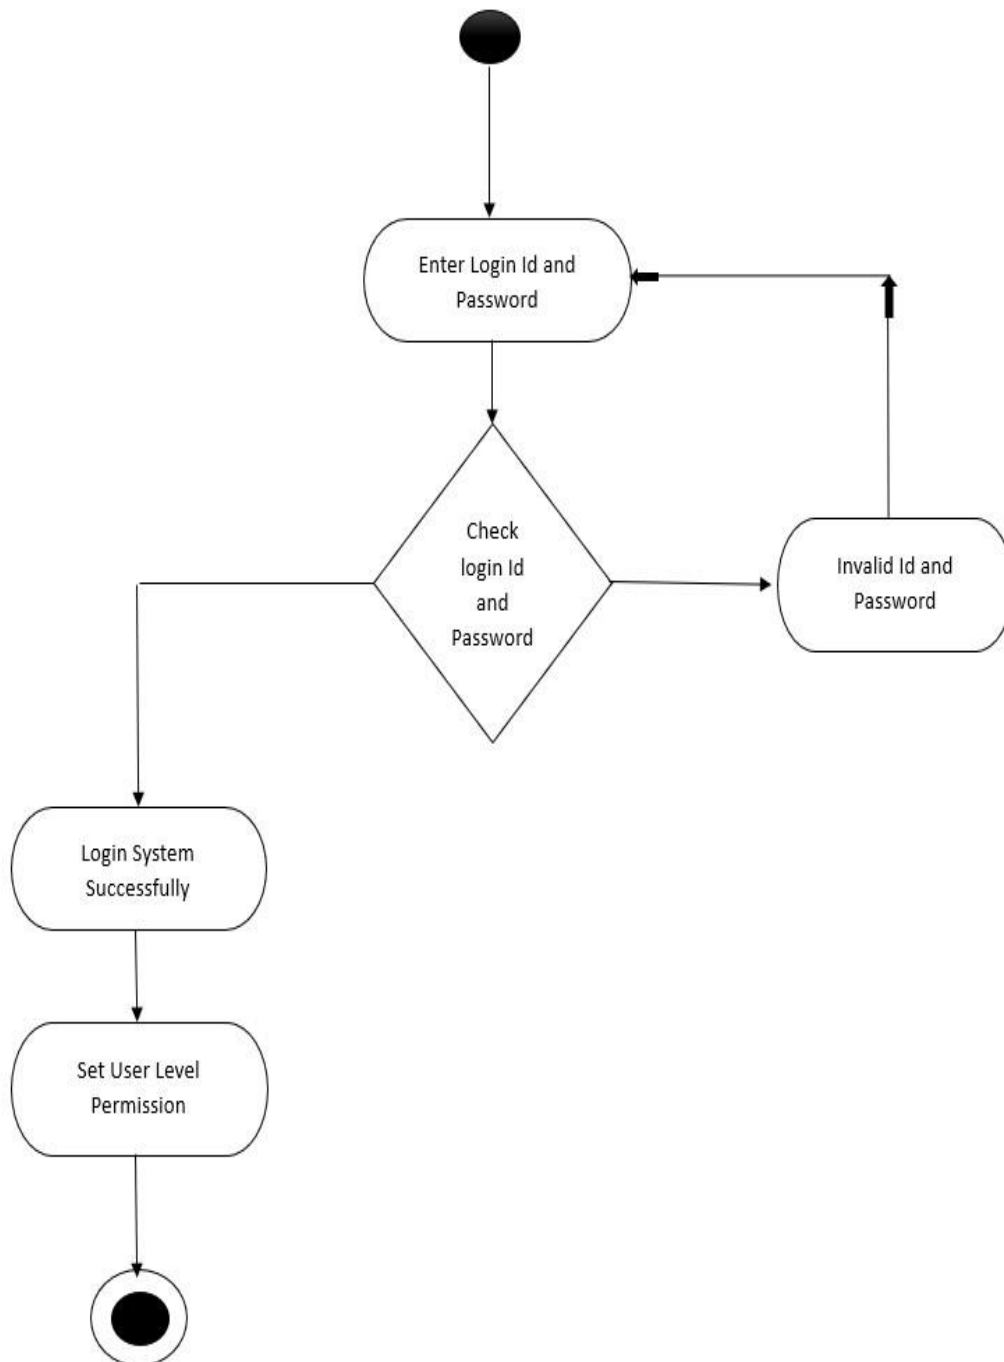 Enter Login Id and
Password
Check
login Id
and
Password
Invalid Id and
Password
Login System
Successfully
Set User Level
Permission